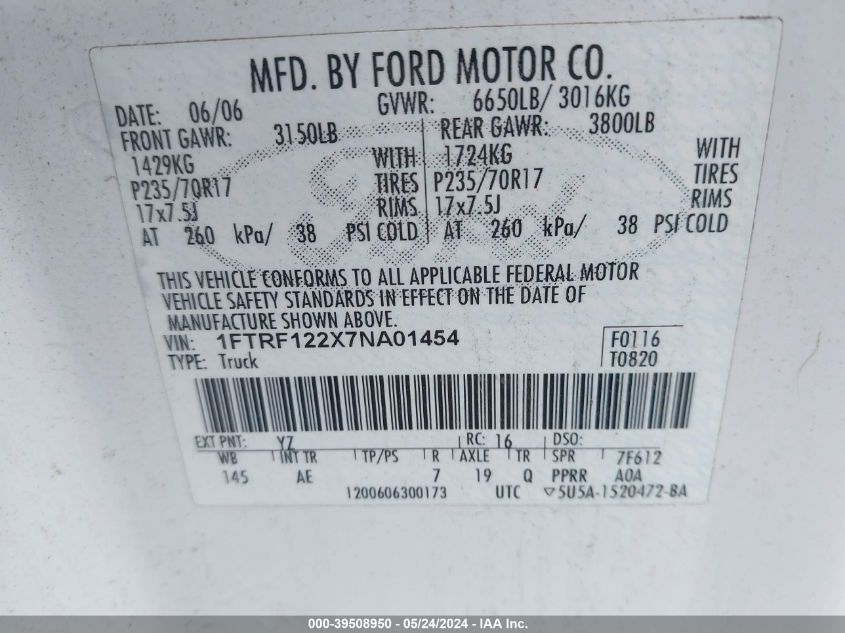 MFD. BY FORD MOTOR CO.
DATE: 06/06 GVWR: 6650LB/ 3016KG
FRONT GAWR: 3150LB REAR GAWR: 3800LB
1429KG WITH 1724KG WITH
P235/70R17 TIRES P235/70R17 TIRES
17x7.5J RIMS 17x7.5J RIMS
AT 260 kPa/ 38 PSI COLD AT 260 kPa/ 38 PSI COLD
THIS VEHICLE CONFORMS TO ALL APPLICABLE FEDERAL MOTOR
VEHICLE SAFETY STANDARDS IN EFFECT ON THE DATE OF
MANUFACTURE SHOWN ABOVE.
VIN: 1FTRF122X7NA01454 F0116
TYPE: Truck T0820
EXT PNT: YZ RC: 16 DSO:
WB INT TR TP/PS R AXLE TR SPR 7F612
145 AE 7 19 Q PPRR AOA
1200606300173 UTC ▽5U5A-1520472-BA
000-39508950 - 05/24/2024 - IAA Inc.